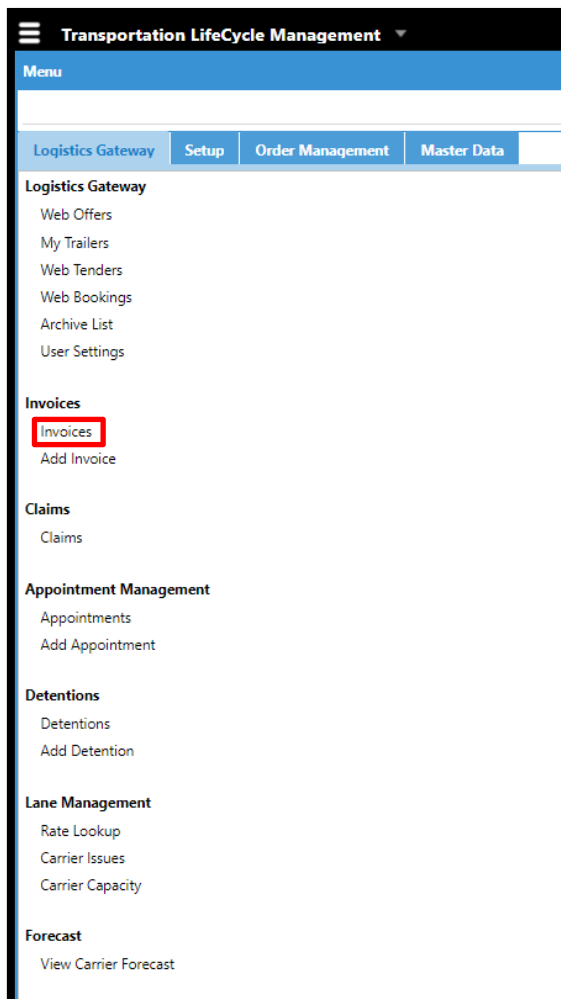 Transportation LifeCycle Management
Menu
Logistics Gateway Setup Order Management Master Data
Logistics Gateway
Web Offers
My Trailers
Web Tenders
Web Bookings
Archive List
User Settings
Invoices
Invoices
Add Invoice
Claims
Claims
Appointment Management
Appointments
Add Appointment
Detentions
Detentions
Add Detention
Lane Management
Rate Lookup
Carrier Issues
Carrier Capacity
Forecast
View Carrier Forecast